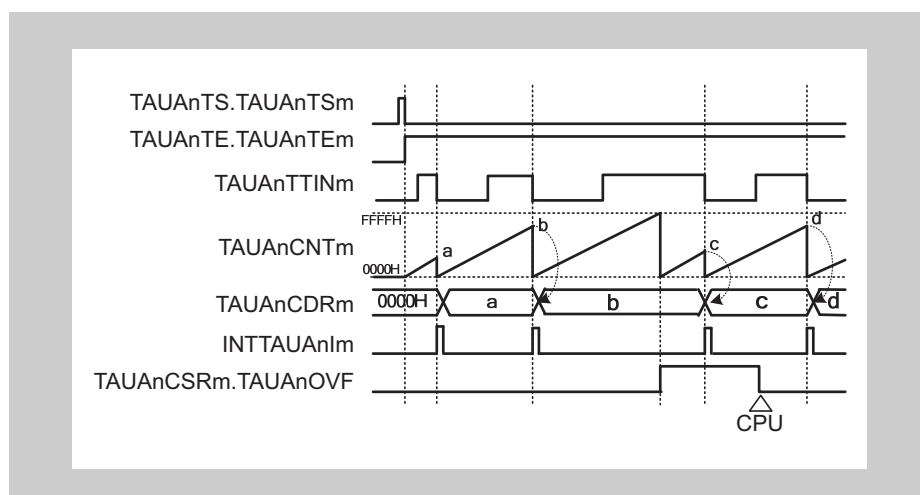 TAUAnTS.TAUAnTSm
TAUAnTE.TAUAnTEm
TAUAnTTINm
FFFFH
TAUAnCNTm
0000H
a
b
c
d
TAUAnCDRm
0000H
a
b
c
d
INTTAUAnIm
TAUAnCSRm.TAUAnOVF
CPU